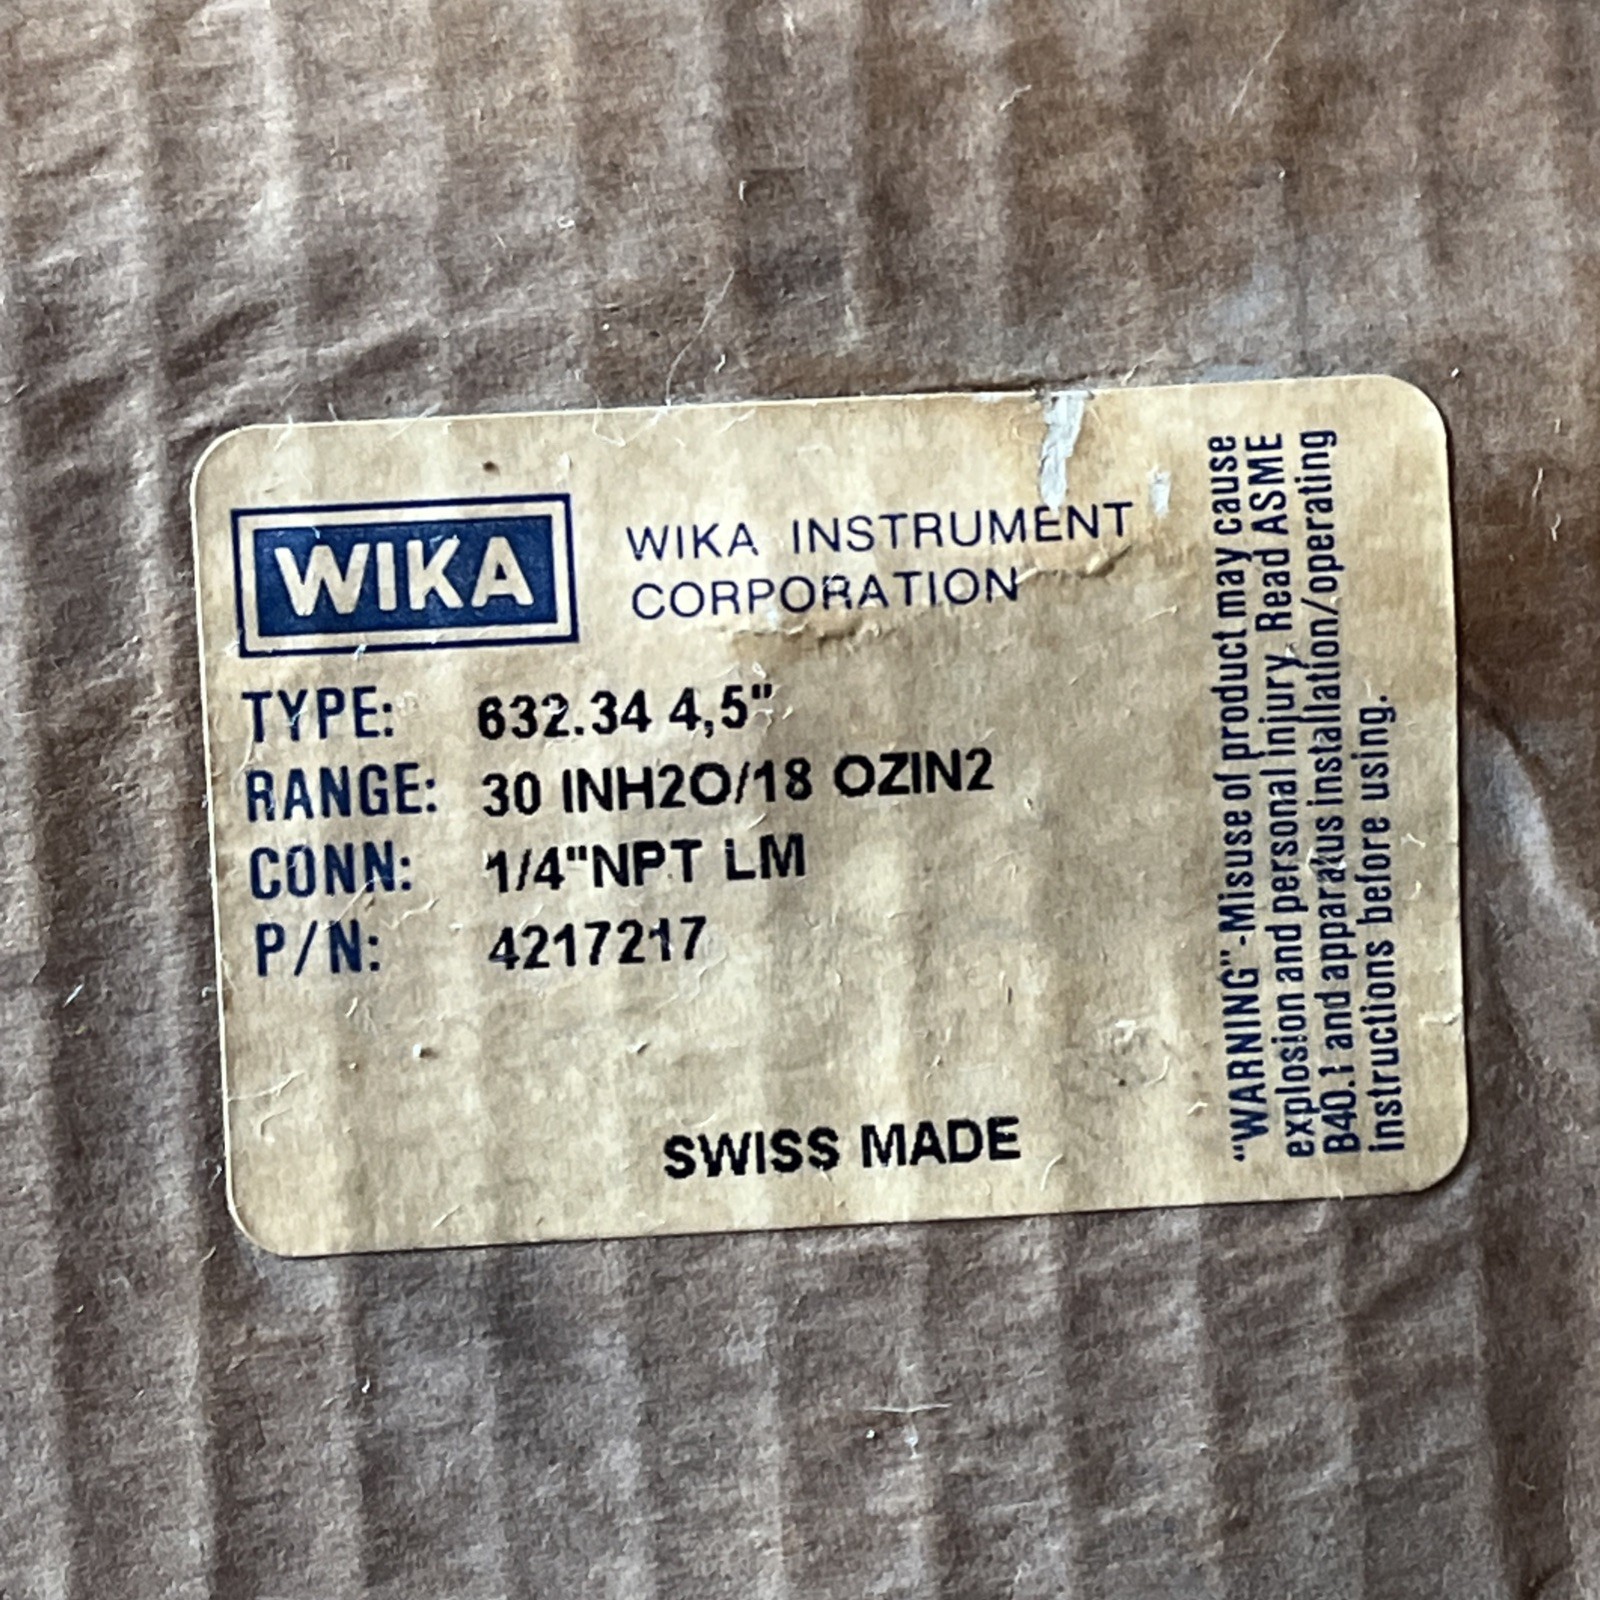 WIKA
WIKA INSTRUMENT
CORPORATION
TYPE: 632.34 4,5"
RANGE: 30 INH2O/18 OZIN2
CONN: 1/4"NPT LM
P/N: 4217217
SWISS MADE
"WARNING"-Misuse of product may cause
explosion and personal injury. Read ASME
B40.1 and apparatus installation/operating
instructions before using.